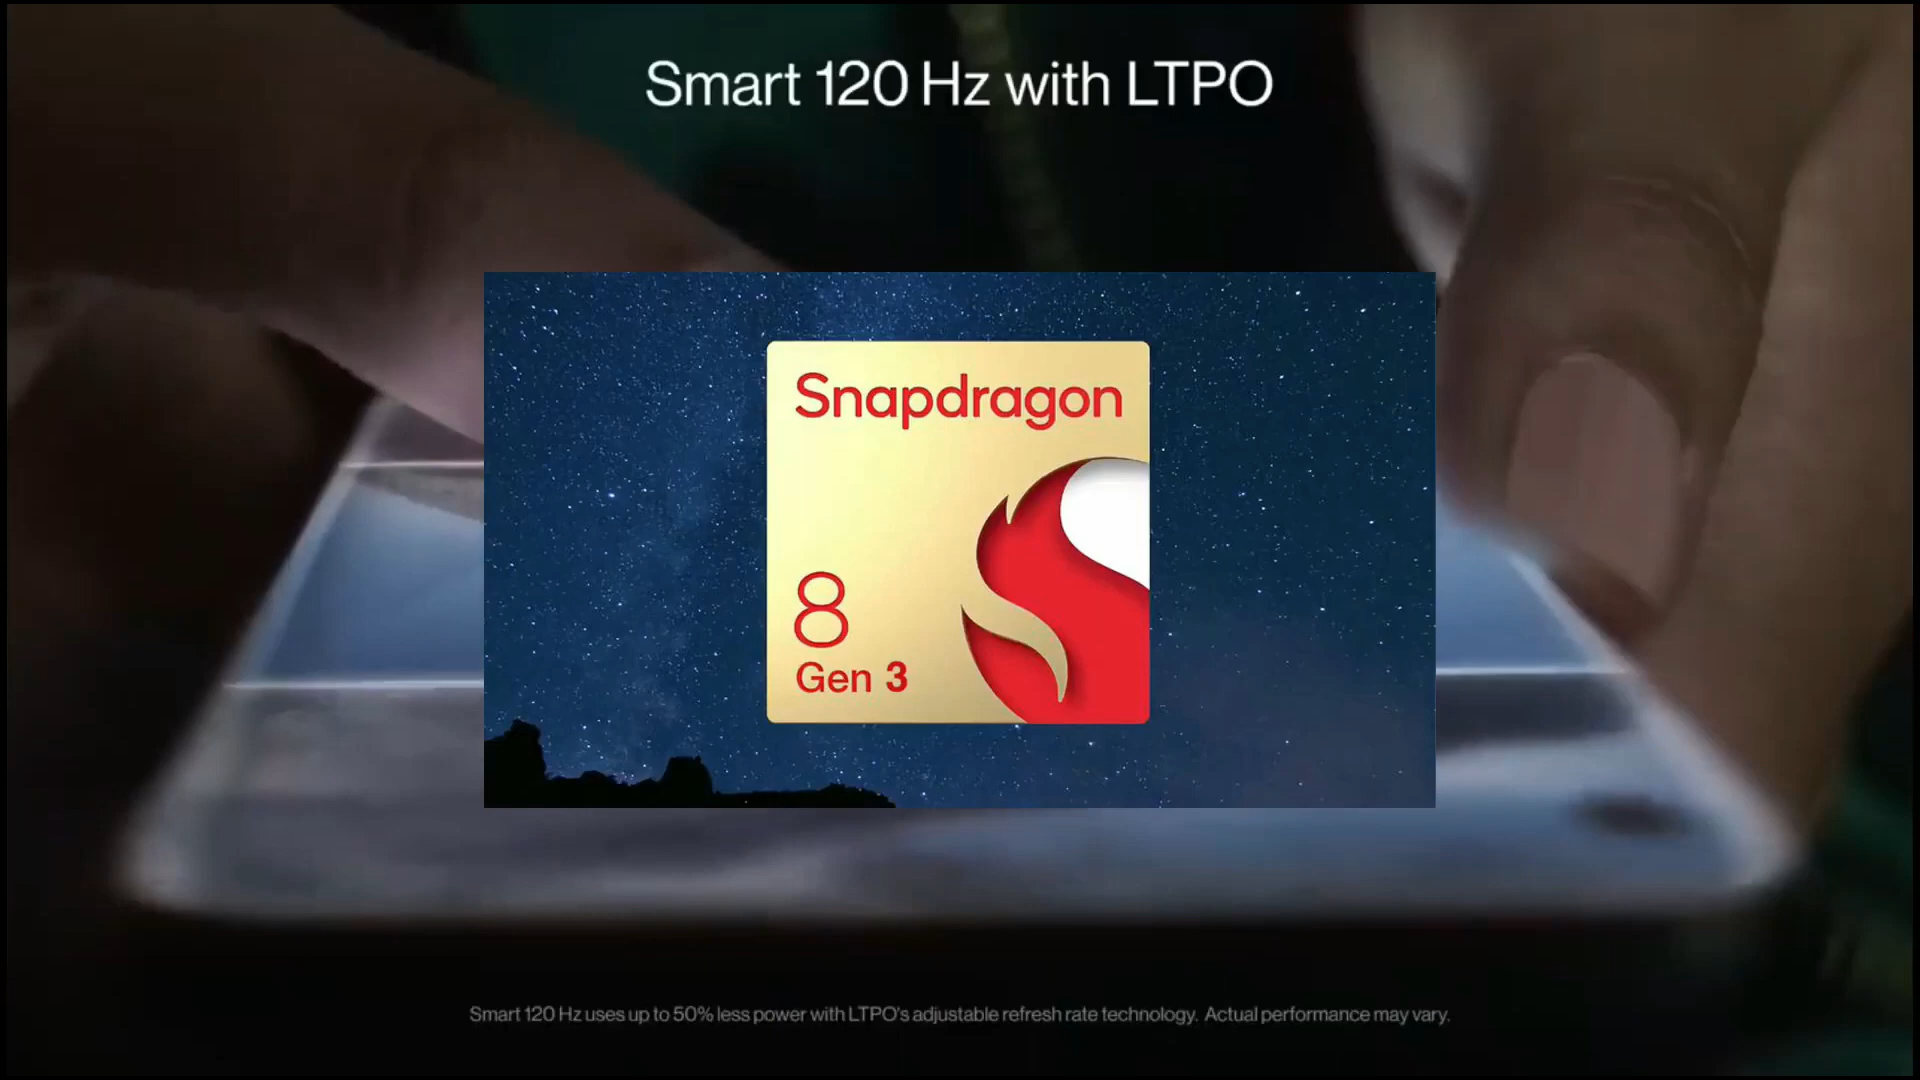 Smart 120 Hz with LTPO
Snapdragon
8
Gen 3
Smart 120 Hz uses up to 50% less power with LTPO's adjustable refresh rate technology. Actual performance may vary.